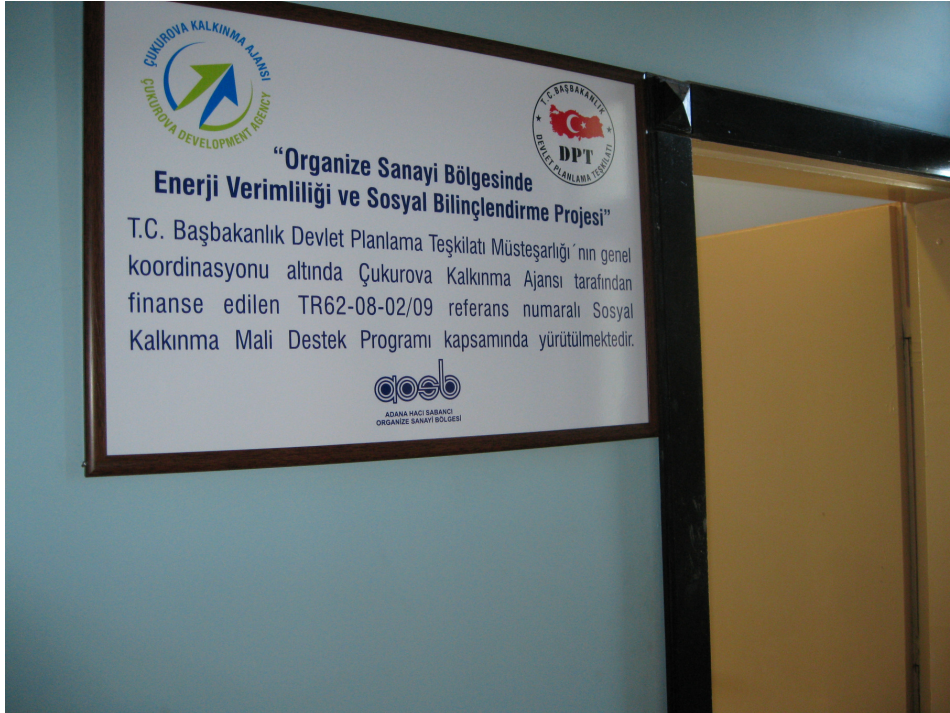 ÇUKUROVA KALKINMA AJANSI
ÇUKUROVA DEVELOPMENT AGENCY
T.C. BAŞBAKANLIK
DEVLET PLANLAMA TEŞKİLATI
DPT
“Organize Sanayi Bölgesinde
Enerji Verimliliği ve Sosyal Bilinçlendirme Projesi”
T.C. Başbakanlık Devlet Planlama Teşkilatı Müsteşarlığı´nın genel
koordinasyonu altında Çukurova Kalkınma Ajansı tarafından
finanse edilen TR62-08-02/09 referans numaralı Sosyal
Kalkınma Mali Destek Programı kapsamında yürütülmektedir.
aosb
ADANA HACI SABANCI
ORGANİZE SANAYİ BÖLGESİ